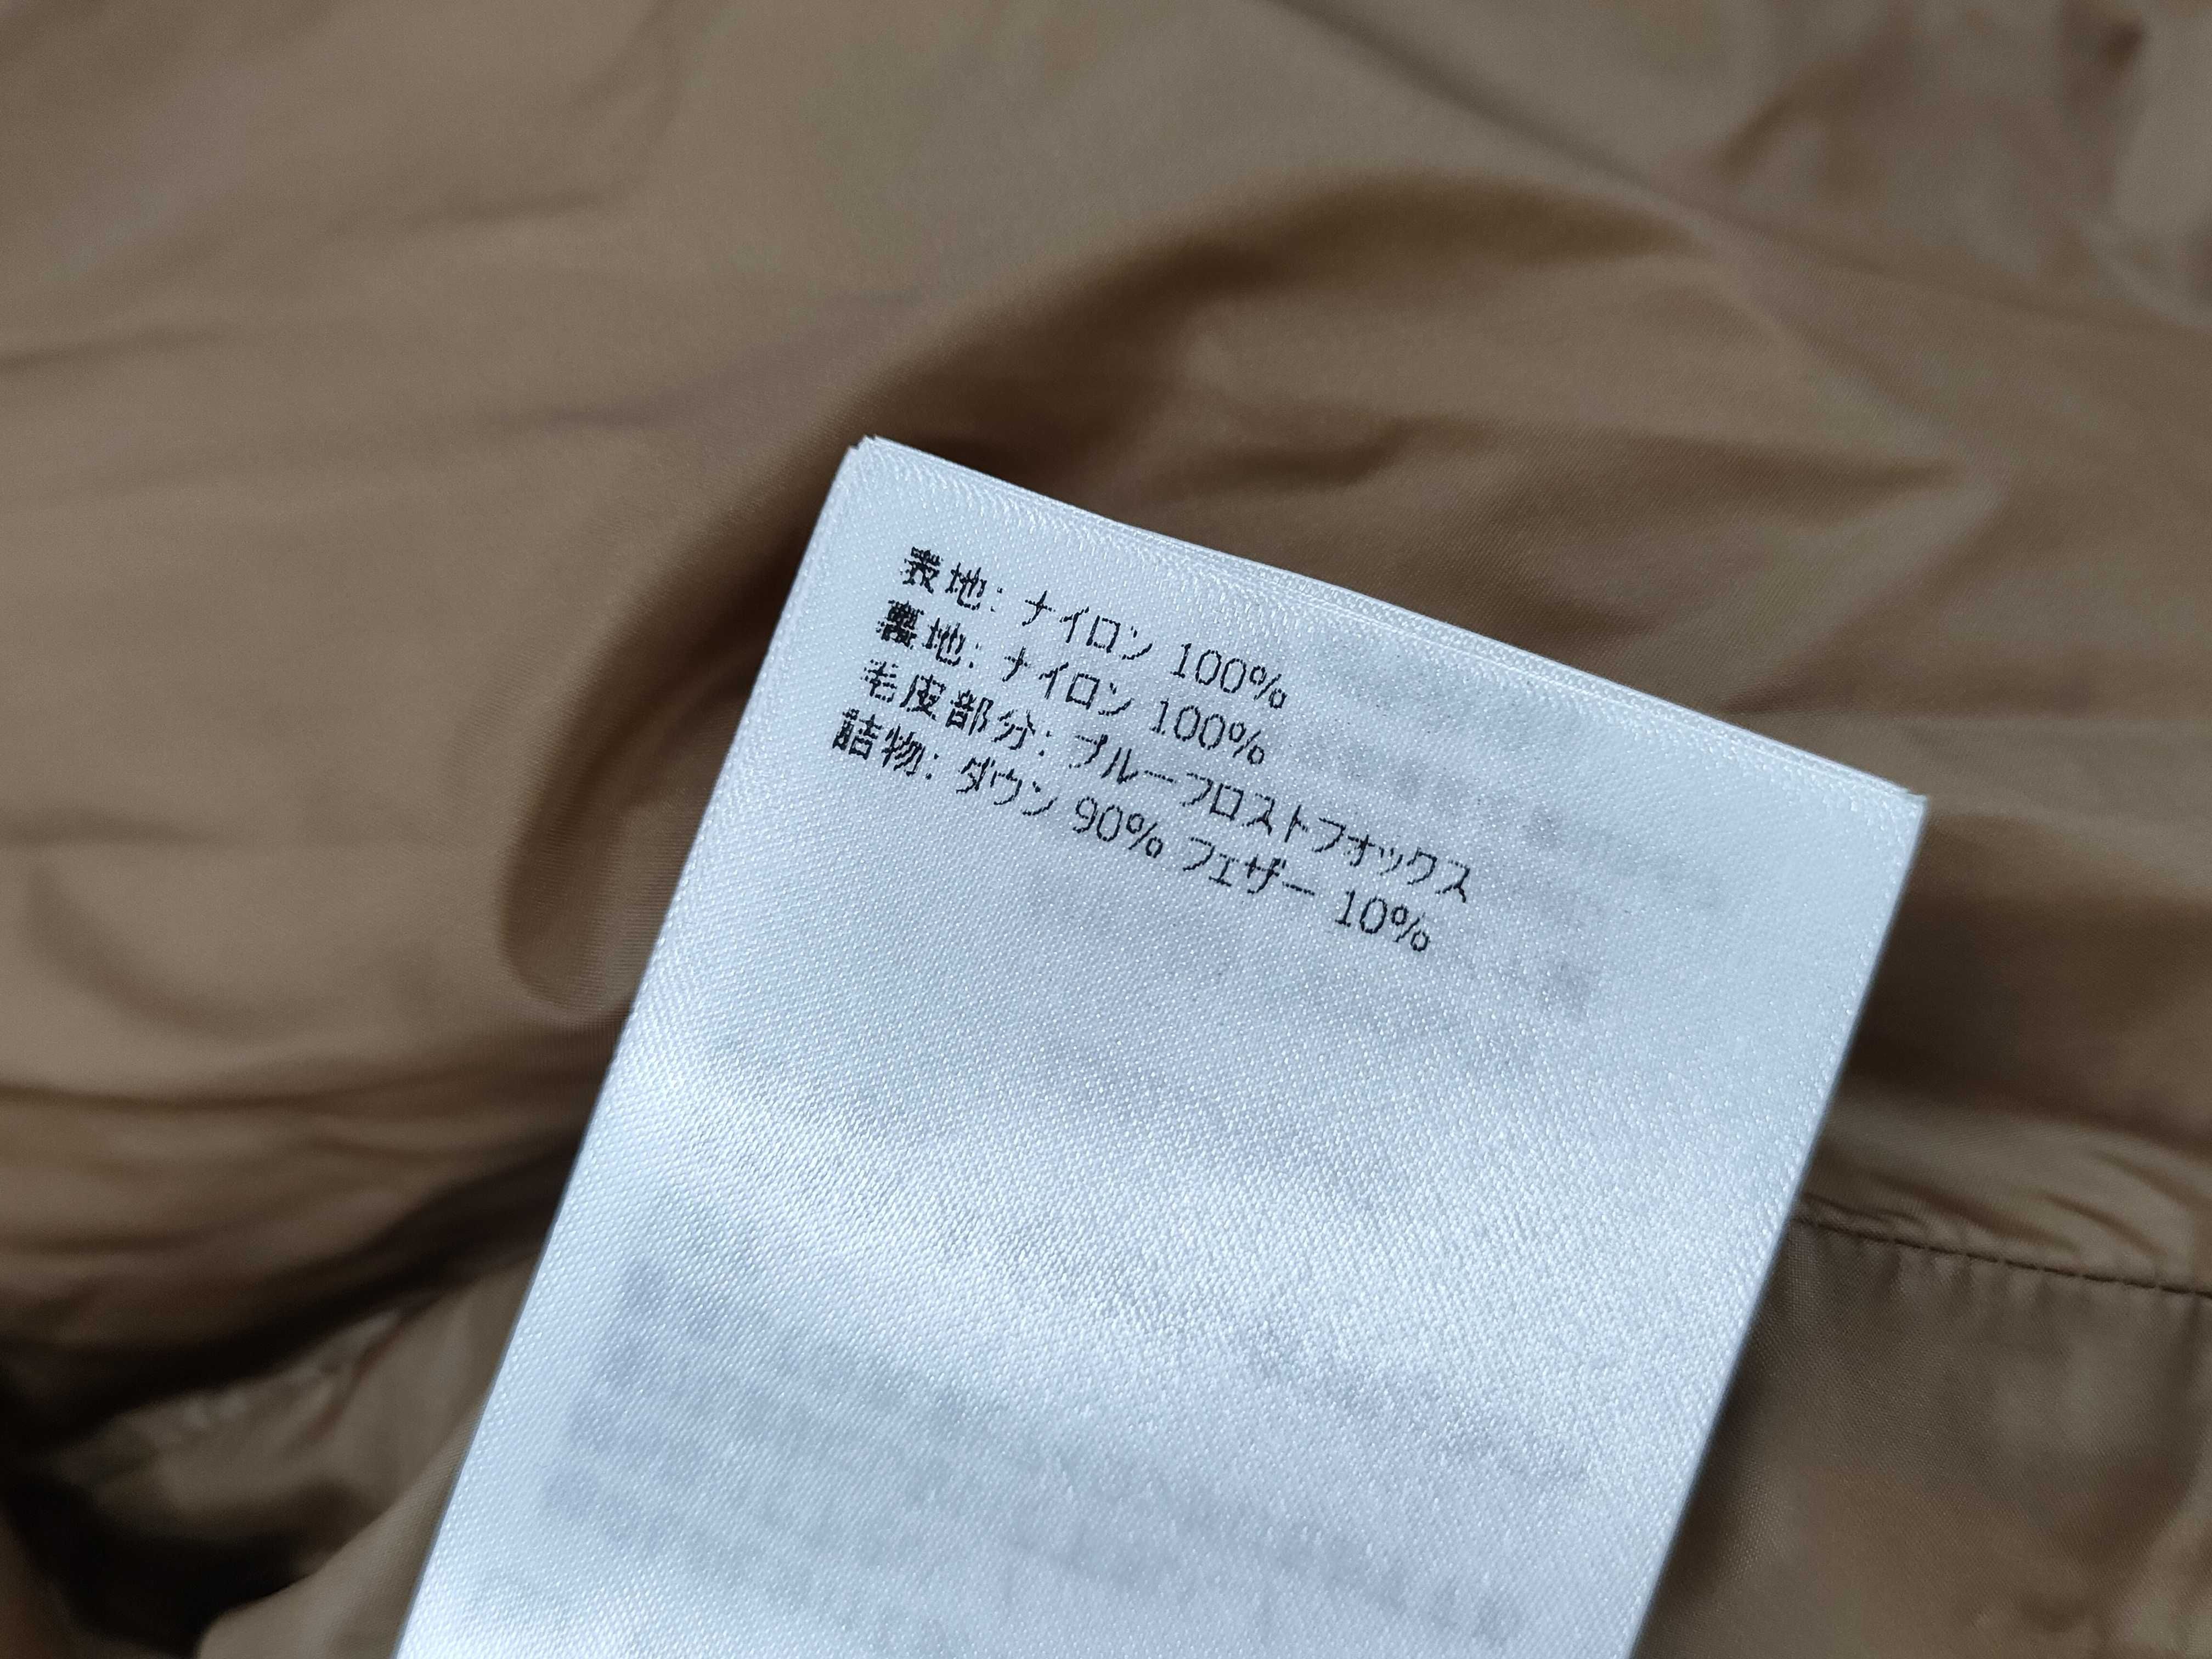 表地: ナイロン 100%
裏地: ナイロン 100%
毛皮部分: ブルーフロストフォックス
詰物: ダウン 90% フェザー 10%